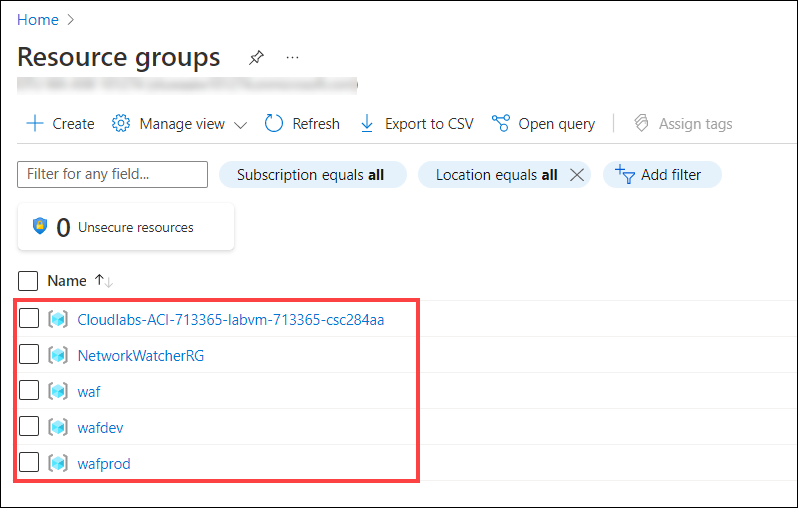 Home
Resource groups
Create Manage view Refresh Export to CSV Open query Assign tags
Filter for any field... Subscription equals all Location equals all Add filter
0 Unsecure resources
Name
Cloudlabs-ACI-713365-labvm-713365-csc284aa
NetworkWatcherRG
waf
wafdev
wafprod